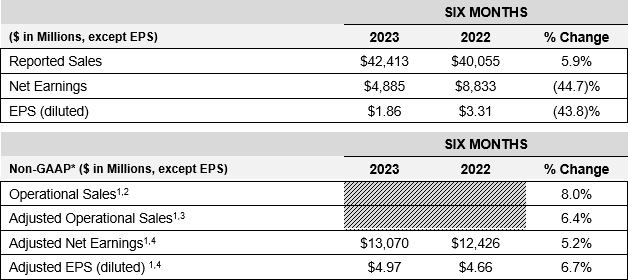 SIX MONTHS
($ in Millions, except EPS) 2023 2022 % Change
Reported Sales $42,413 $40,055 5.9%
Net Earnings $4,885 $8,833 (44.7)%
EPS (diluted) $1.86 $3.31 (43.8)%
SIX MONTHS
Non-GAAP* ($ in Millions, except EPS) 2023 2022 % Change
Operational Sales1,2 8.0%
Adjusted Operational Sales1,3 6.4%
Adjusted Net Earnings1,4 $13,070 $12,426 5.2%
Adjusted EPS (diluted) 1,4 $4.97 $4.66 6.7%